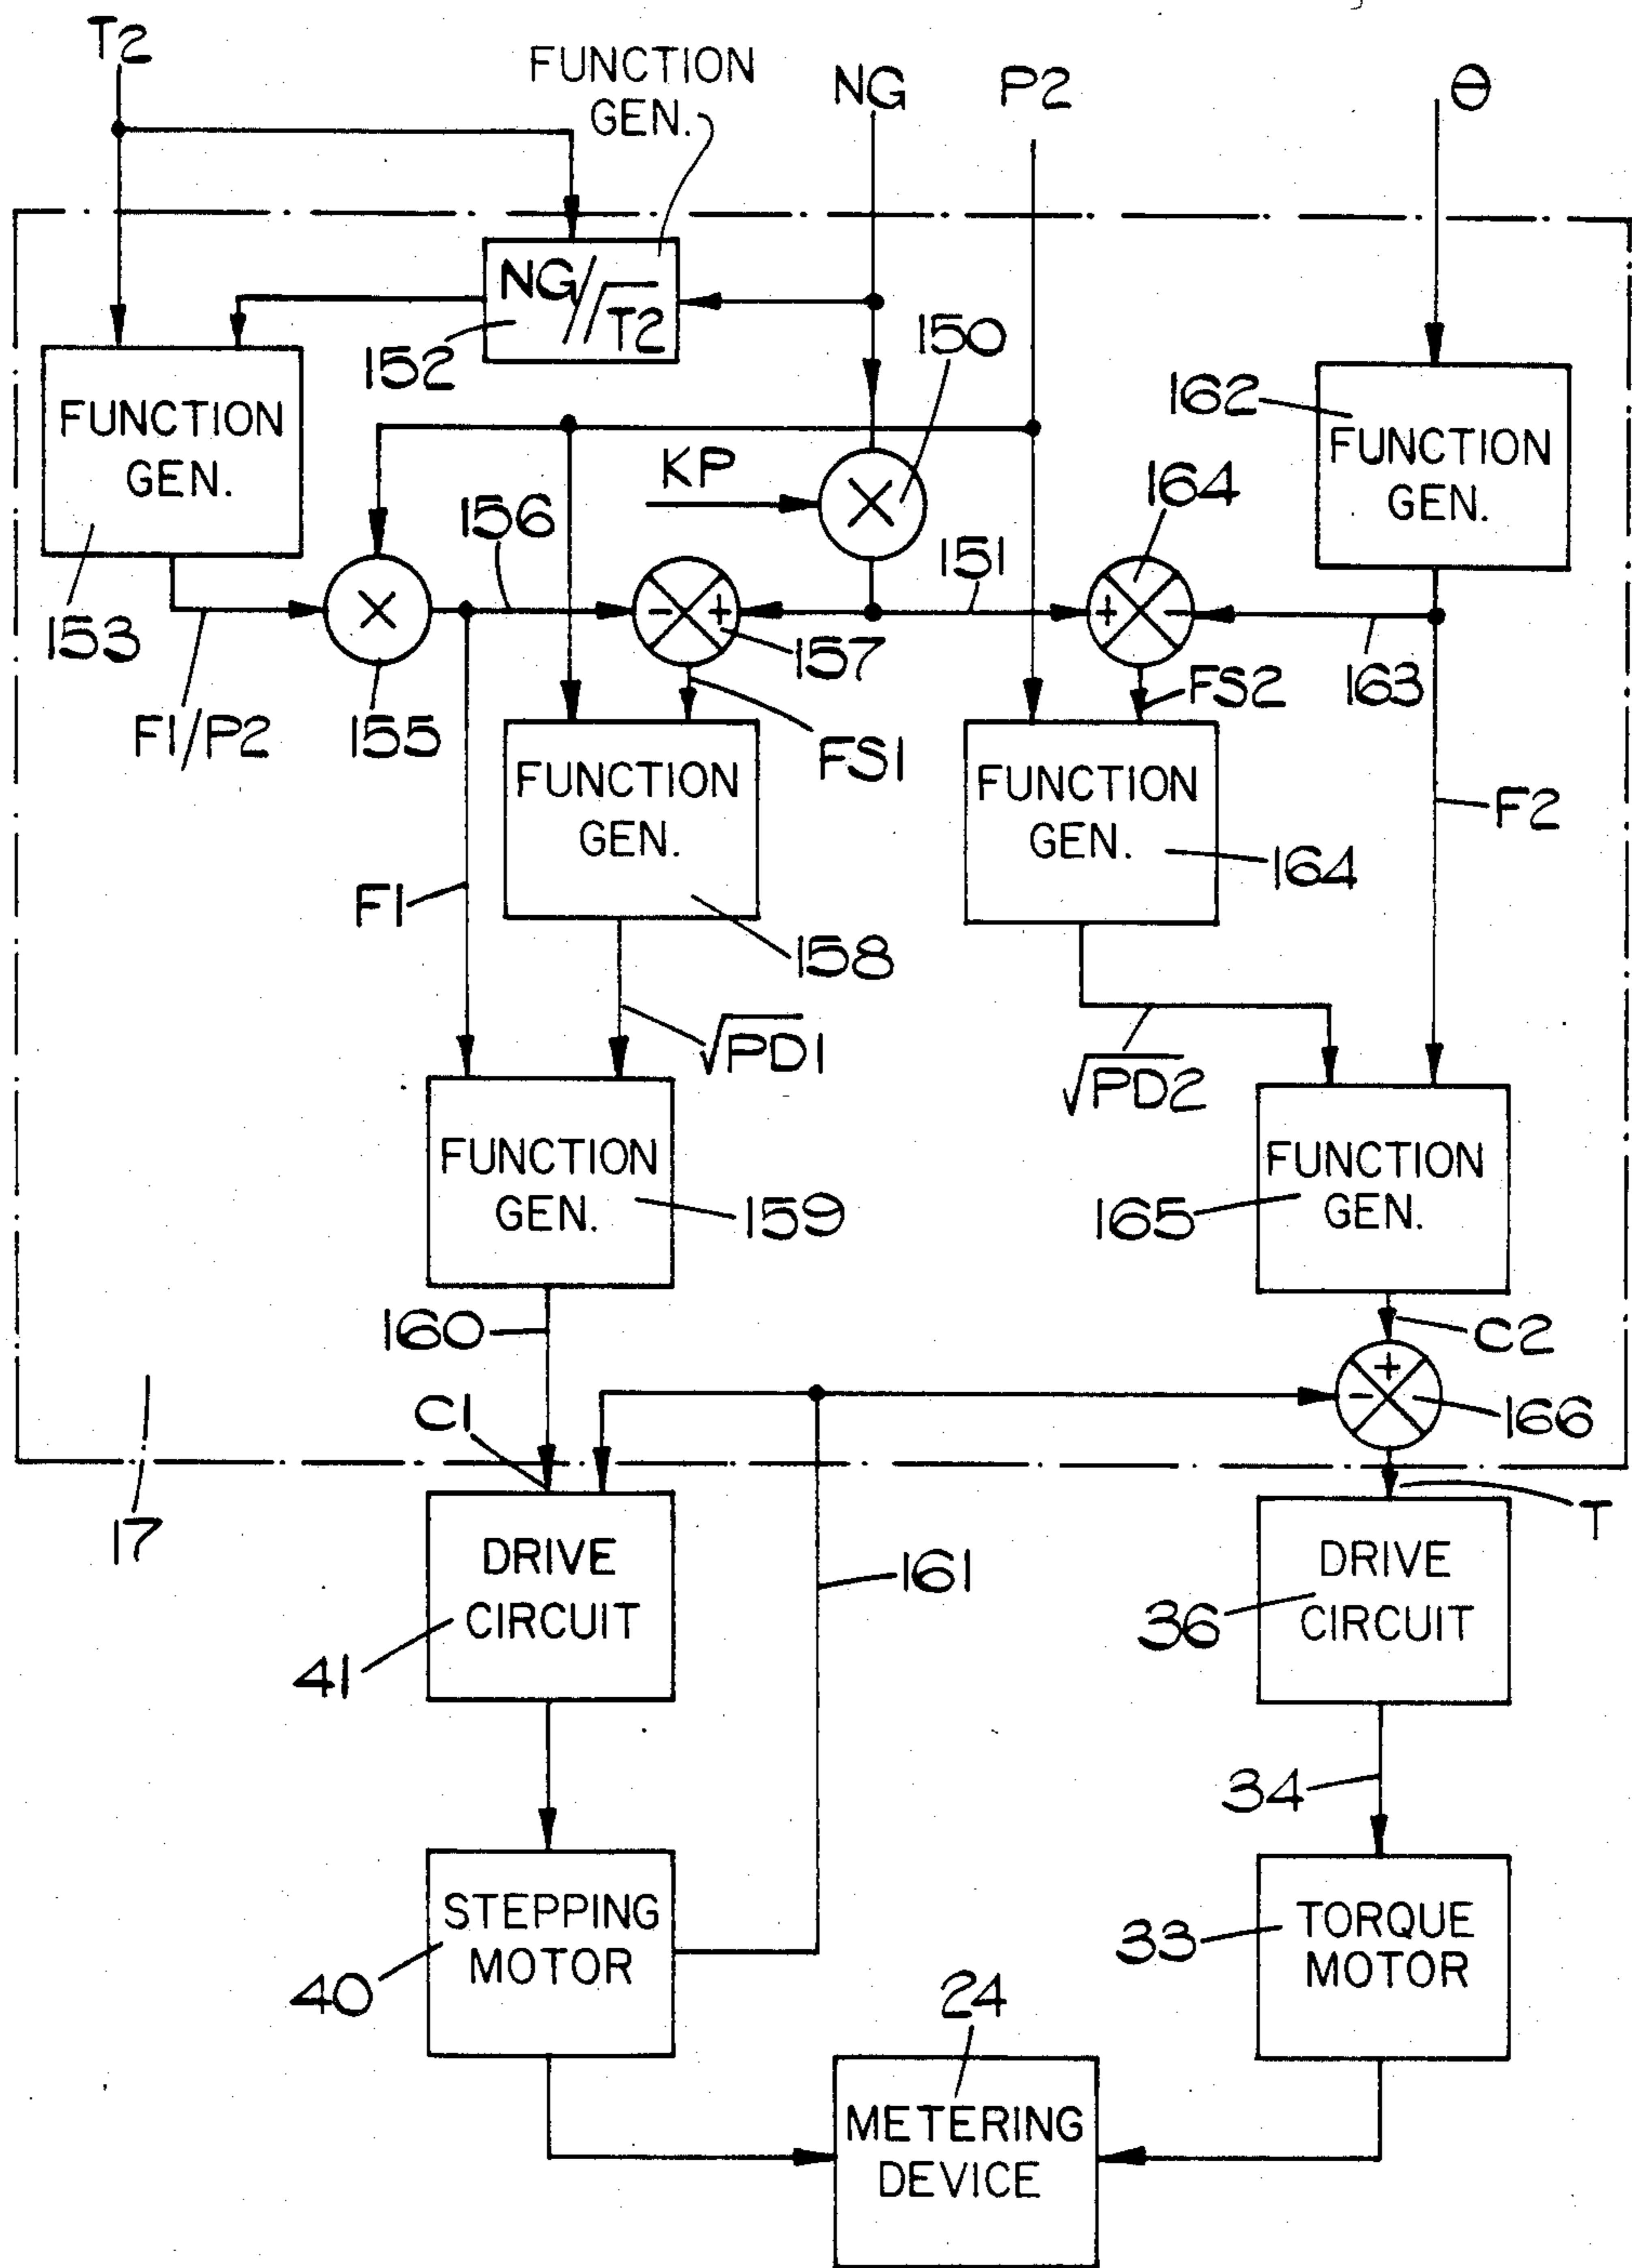 T2
FUNCTION
GEN.
NG
P2
Θ
NG/√T2
152
150
162
FUNCTION
GEN.
FUNCTION
GEN.
KP
164
156
151
×
×
- +
+ -
153
157
163
F1/P2
155
FS1
FS2
FUNCTION
GEN.
FUNCTION
GEN.
F2
F1
158
164
√PD1
√PD2
FUNCTION
GEN.
FUNCTION
GEN.
159
165
160
C2
+
-
166
C1
17
T
DRIVE
CIRCUIT
161
DRIVE
CIRCUIT
41
36
34
STEPPING
MOTOR
TORQUE
MOTOR
40
33
24
METERING
DEVICE